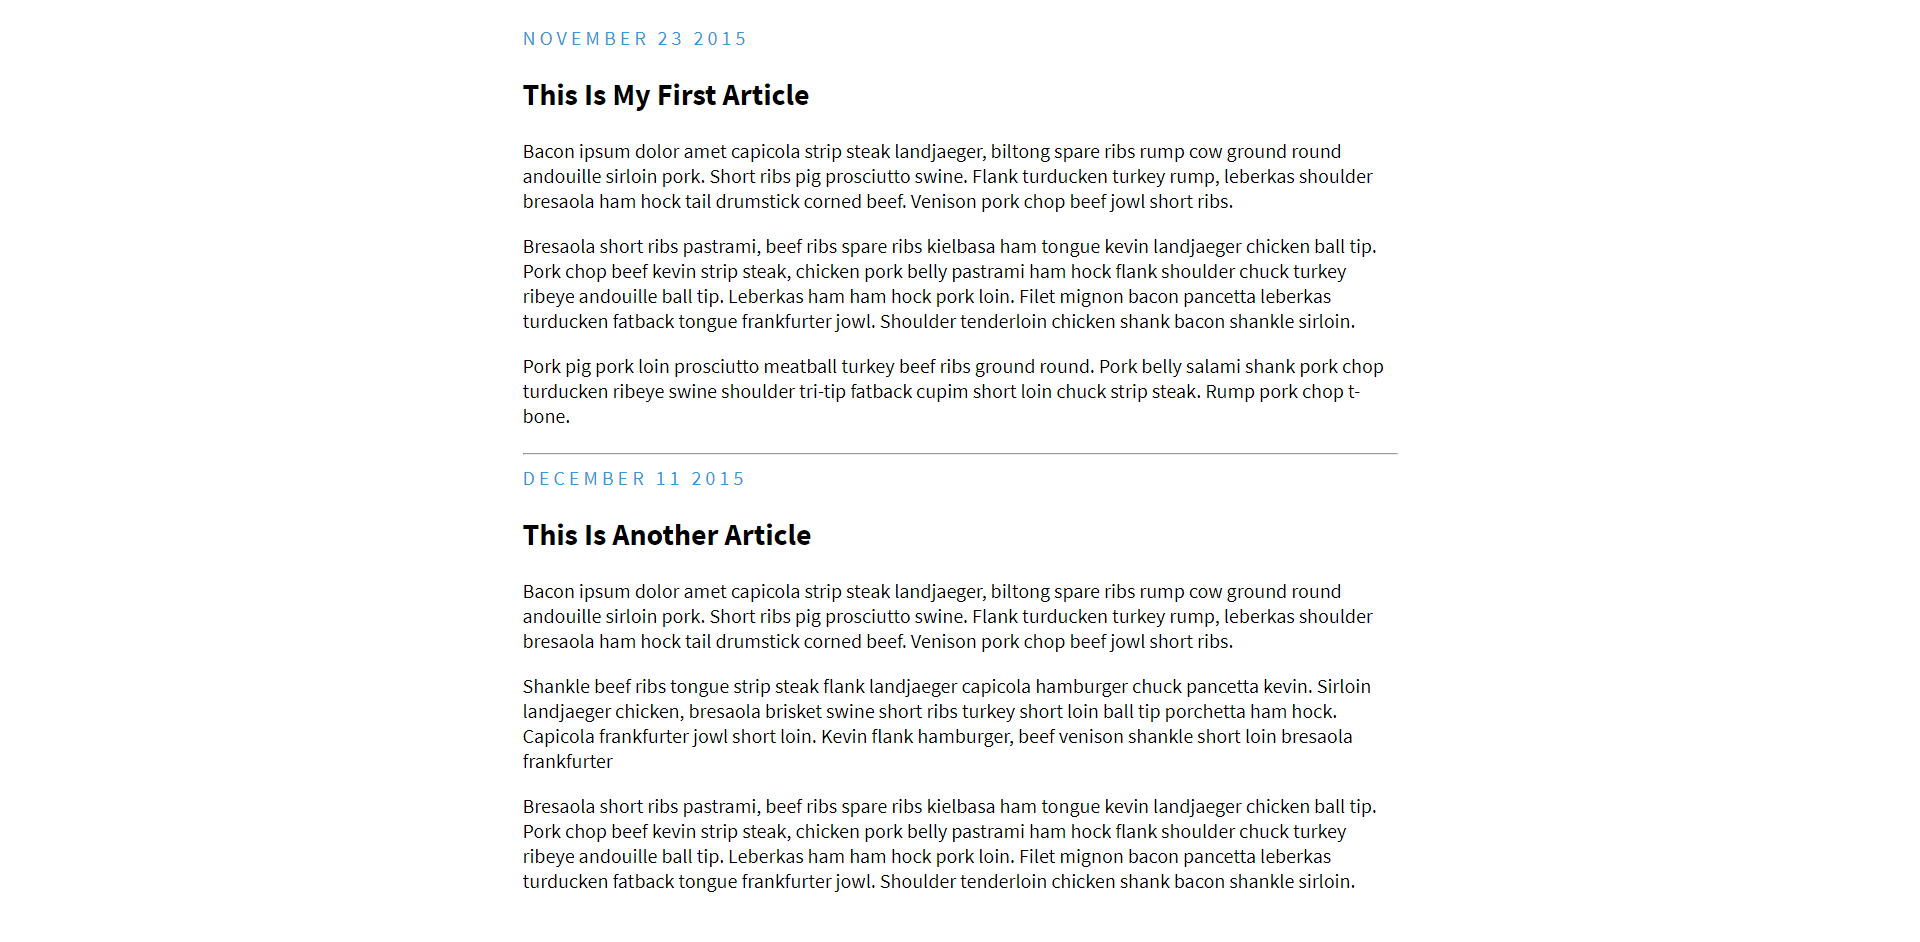 NOVEMBER 23 2015
This Is My First Article
Bacon ipsum dolor amet capicola strip steak landjaeger, biltong spare ribs rump cow ground round
andouille sirloin pork. Short ribs pig prosciutto swine. Flank turducken turkey rump, leberkas shoulder
bresaola ham hock tail drumstick corned beef. Venison pork chop beef jowl short ribs.
Bresaola short ribs pastrami, beef ribs spare ribs kielbasa ham tongue kevin landjaeger chicken ball tip.
Pork chop beef kevin strip steak, chicken pork belly pastrami ham hock flank shoulder chuck turkey
ribeye andouille ball tip. Leberkas ham ham hock pork loin. Filet mignon bacon pancetta leberkas
turducken fatback tongue frankfurter jowl. Shoulder tenderloin chicken shank bacon shankle sirloin.
Pork pig pork loin prosciutto meatball turkey beef ribs ground round. Pork belly salami shank pork chop
turducken ribeye swine shoulder tri-tip fatback cupim short loin chuck strip steak. Rump pork chop t-
bone.
DECEMBER 11 2015
This Is Another Article
Bacon ipsum dolor amet capicola strip steak landjaeger, biltong spare ribs rump cow ground round
andouille sirloin pork. Short ribs pig prosciutto swine. Flank turducken turkey rump, leberkas shoulder
bresaola ham hock tail drumstick corned beef. Venison pork chop beef jowl short ribs.
Shankle beef ribs tongue strip steak flank landjaeger capicola hamburger chuck pancetta kevin. Sirloin
landjaeger chicken, bresaola brisket swine short ribs turkey short loin ball tip porchetta ham hock.
Capicola frankfurter jowl short loin. Kevin flank hamburger, beef venison shankle short loin bresaola
frankfurter
Bresaola short ribs pastrami, beef ribs spare ribs kielbasa ham tongue kevin landjaeger chicken ball tip.
Pork chop beef kevin strip steak, chicken pork belly pastrami ham hock flank shoulder chuck turkey
ribeye andouille ball tip. Leberkas ham ham hock pork loin. Filet mignon bacon pancetta leberkas
turducken fatback tongue frankfurter jowl. Shoulder tenderloin chicken shank bacon shankle sirloin.